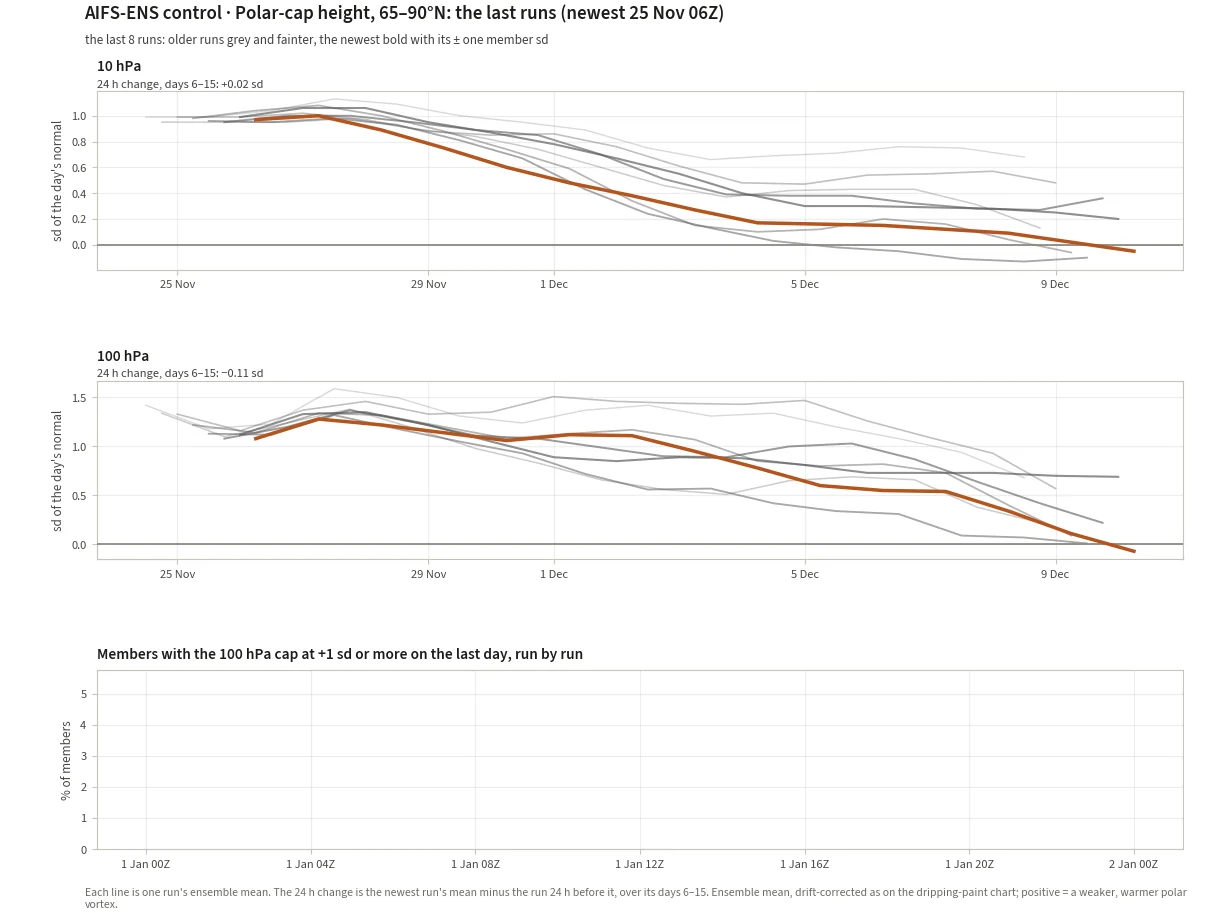 AIFS-ENS control · Polar-cap height, 65–90°N: the last runs (newest 25 Nov 06Z)
the last 8 runs: older runs grey and fainter, the newest bold with its ± one member sd
10 hPa
24 h change, days 6–15: +0.02 sd
sd of the day's normal
1.0
0.8
0.6
0.4
0.2
0.0
25 Nov
29 Nov
1 Dec
5 Dec
9 Dec
100 hPa
24 h change, days 6–15: −0.11 sd
sd of the day's normal
1.5
1.0
0.5
0.0
25 Nov
29 Nov
1 Dec
5 Dec
9 Dec
Members with the 100 hPa cap at +1 sd or more on the last day, run by run
% of members
5
4
3
2
1
0
1 Jan 00Z
1 Jan 04Z
1 Jan 08Z
1 Jan 12Z
1 Jan 16Z
1 Jan 20Z
2 Jan 00Z
Each line is one run's ensemble mean. The 24 h change is the newest run's mean minus the run 24 h before it, over its days 6–15. Ensemble mean, drift-corrected as on the dripping-paint chart; positive = a weaker, warmer polar
vortex.